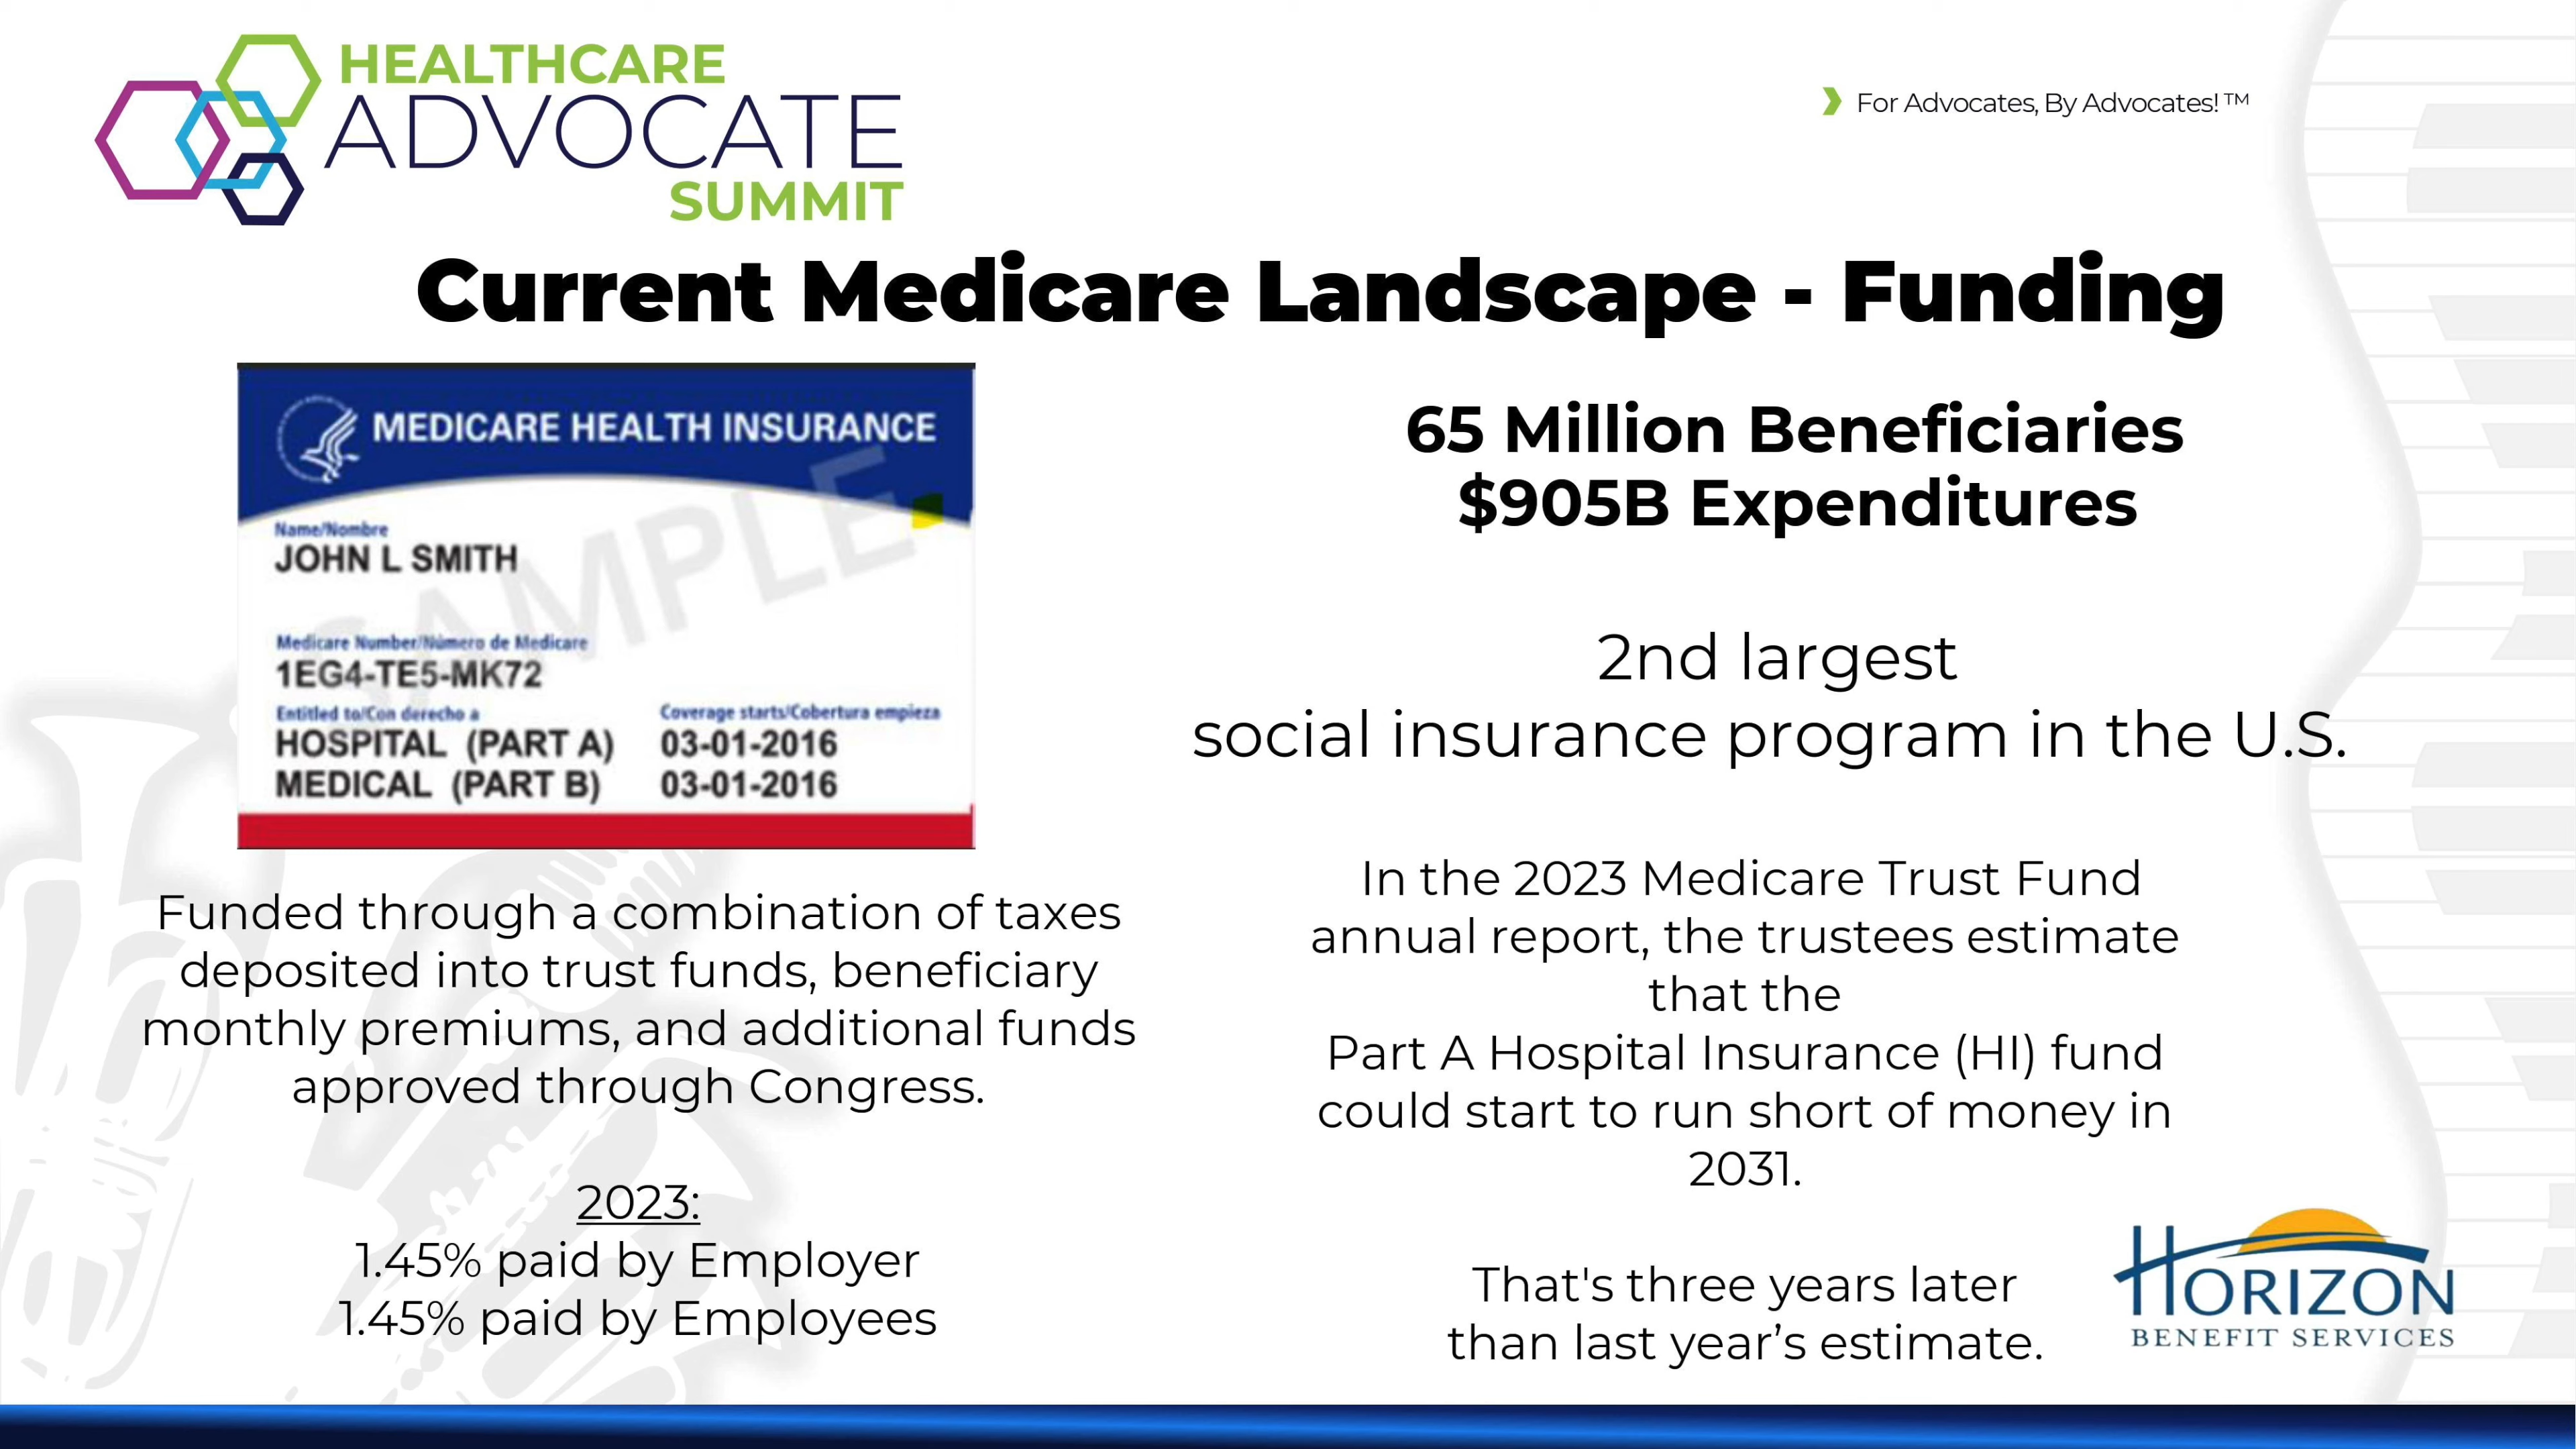 HEALTHCARE
ADVOCATE
SUMMIT
For Advocates, By Advocates!™
Current Medicare Landscape - Funding
MEDICARE HEALTH INSURANCE
SAMPLE
Name/Nombre
JOHN L SMITH
Medicare Number/Número de Medicare
1EG4-TE5-MK72
Entitled to/Con derecho a Coverage starts/Cobertura empieza
HOSPITAL (PART A) 03-01-2016
MEDICAL (PART B) 03-01-2016
Funded through a combination of taxes
deposited into trust funds, beneficiary
monthly premiums, and additional funds
approved through Congress.
2023:
1.45% paid by Employer
1.45% paid by Employees
65 Million Beneficiaries
$905B Expenditures
2nd largest
social insurance program in the U.S.
In the 2023 Medicare Trust Fund
annual report, the trustees estimate
that the
Part A Hospital Insurance (HI) fund
could start to run short of money in
2031.
That's three years later
than last year’s estimate.
HORIZON
BENEFIT SERVICES